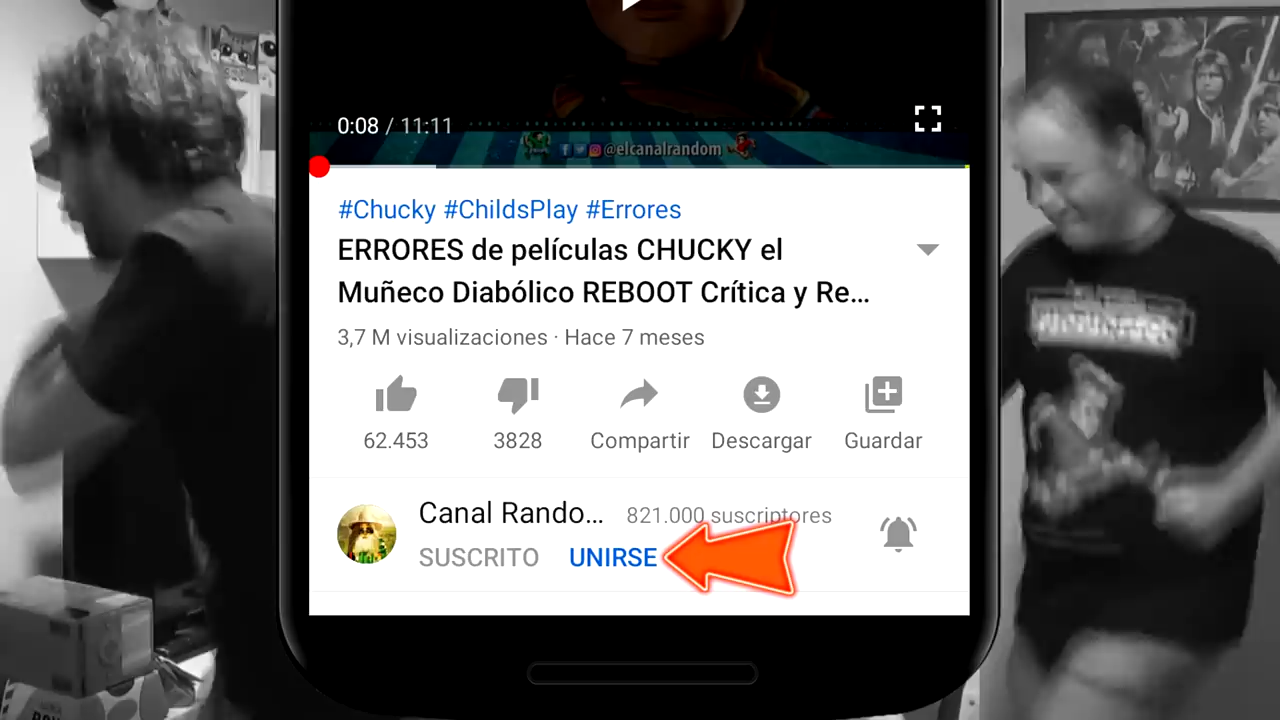 0:08 / 11:11
@elcanalrandom
#Chucky #ChildsPlay #Errores
ERRORES de películas CHUCKY el
Muñeco Diabólico REBOOT Crítica y Re...
3,7 M visualizaciones · Hace 7 meses
62.453
3828
Compartir
Descargar
Guardar
Canal Rando...
821.000 suscriptores
SUSCRITO
UNIRSE